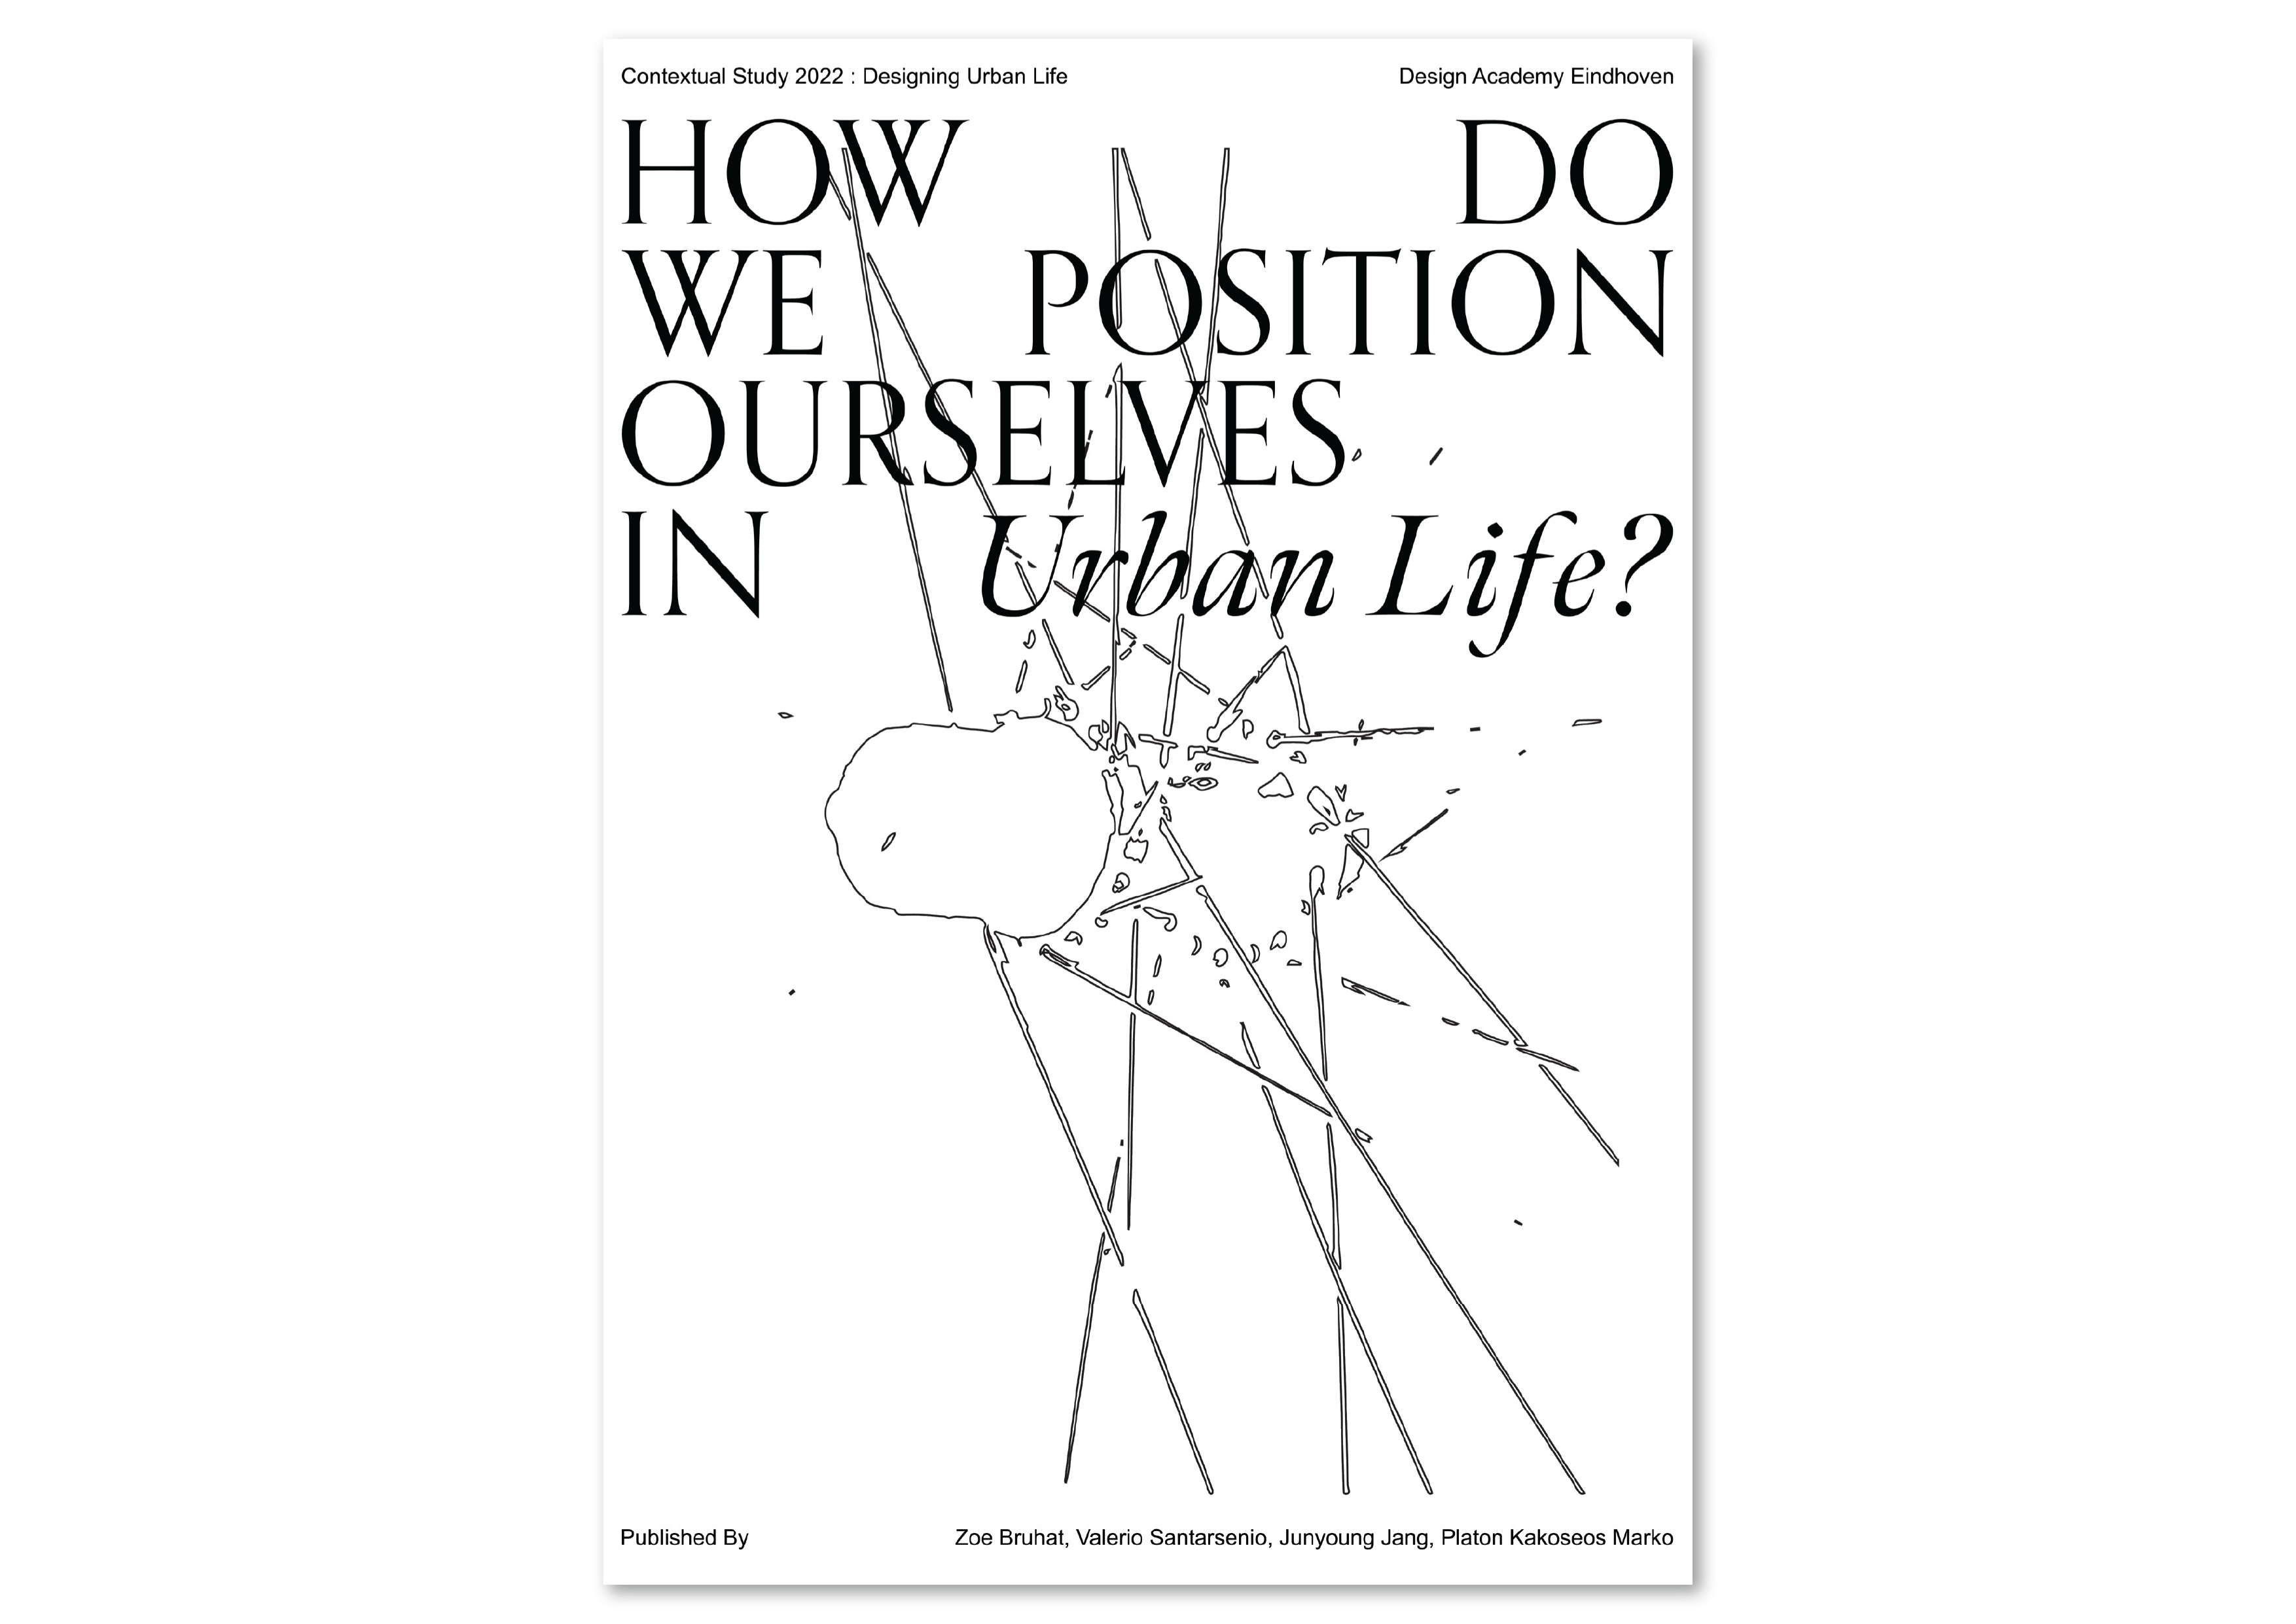 Contextual Study 2022 : Designing Urban Life
Design Academy Eindhoven
HOW DO
WE POSITION
OURSELVES
IN Urban Life?
Published By
Zoe Bruhat, Valerio Santarsenio, Junyoung Jang, Platon Kakoseos Marko